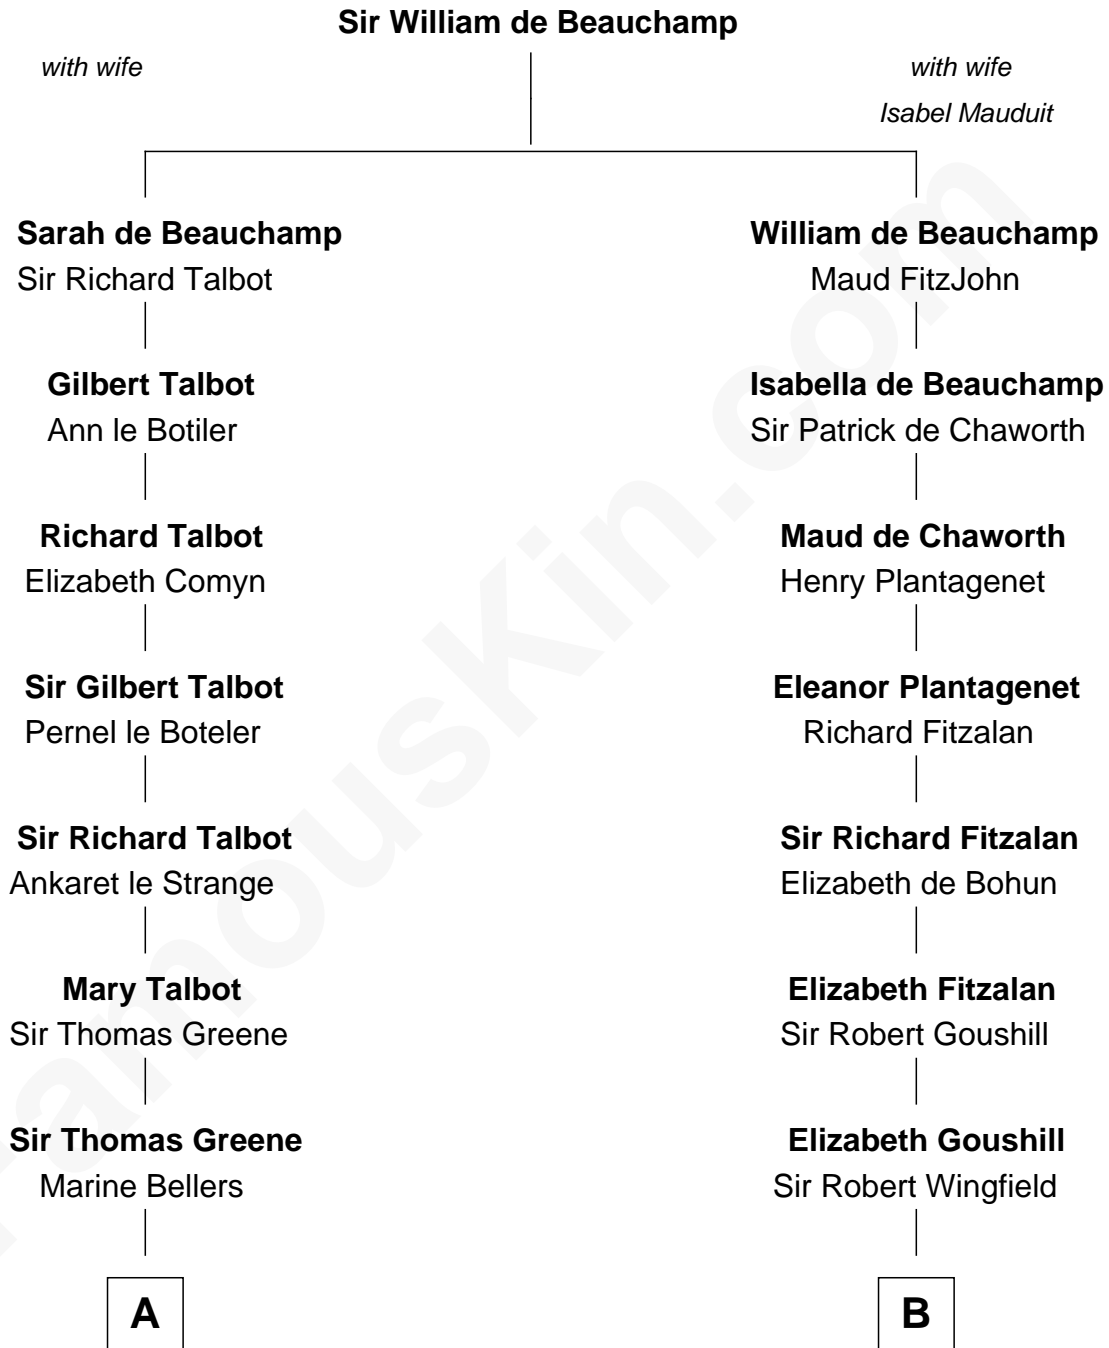 Sir William de Beauchamp
with wife
with wife
Isabel Mauduit
Sarah de Beauchamp
Sir Richard Talbot
William de Beauchamp
Maud FitzJohn
Gilbert Talbot
Ann le Botiler
Isabella de Beauchamp
Sir Patrick de Chaworth
Richard Talbot
Elizabeth Comyn
Maud de Chaworth
Henry Plantagenet
Sir Gilbert Talbot
Pernel le Boteler
Eleanor Plantagenet
Richard Fitzalan
Sir Richard Talbot
Ankaret le Strange
Sir Richard Fitzalan
Elizabeth de Bohun
Mary Talbot
Sir Thomas Greene
Elizabeth Fitzalan
Sir Robert Goushill
Sir Thomas Greene
Marine Bellers
Elizabeth Goushill
Sir Robert Wingfield
A
B
FamousKin.com